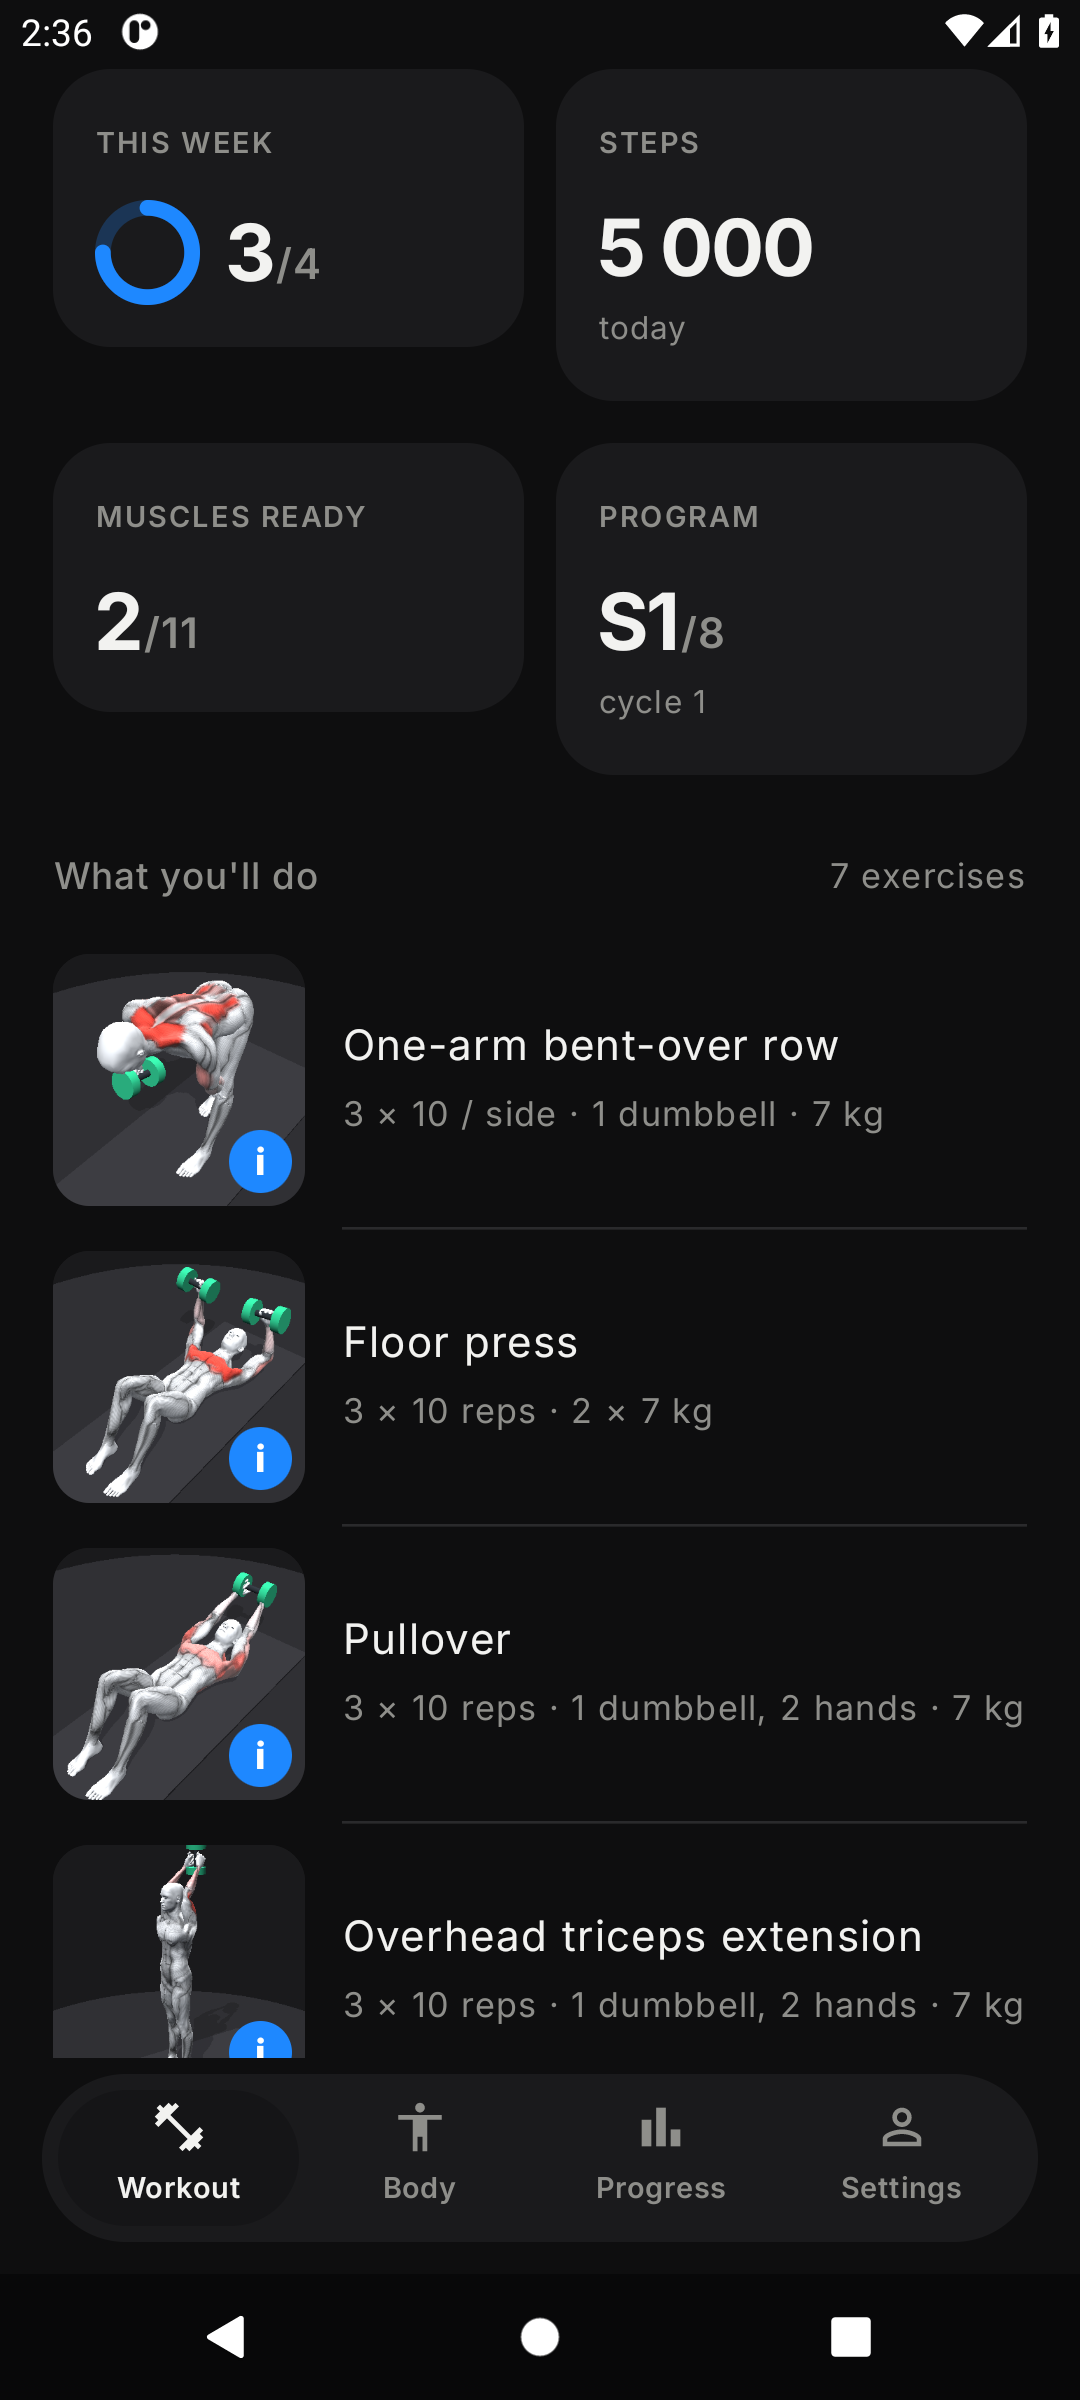 2:36
THIS WEEK
3/4
STEPS
5 000
today
MUSCLES READY
2/11
PROGRAM
S1/8
cycle 1
What you'll do
7 exercises
One-arm bent-over row
3 × 10 / side · 1 dumbbell · 7 kg
i
Floor press
3 × 10 reps · 2 × 7 kg
i
Pullover
3 × 10 reps · 1 dumbbell, 2 hands · 7 kg
i
Overhead triceps extension
3 × 10 reps · 1 dumbbell, 2 hands · 7 kg
i
Workout
Body
Progress
Settings